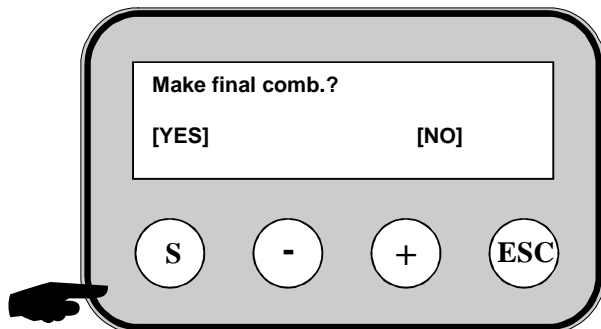 Make final comb.?
[YES] [NO]
S - + ESC